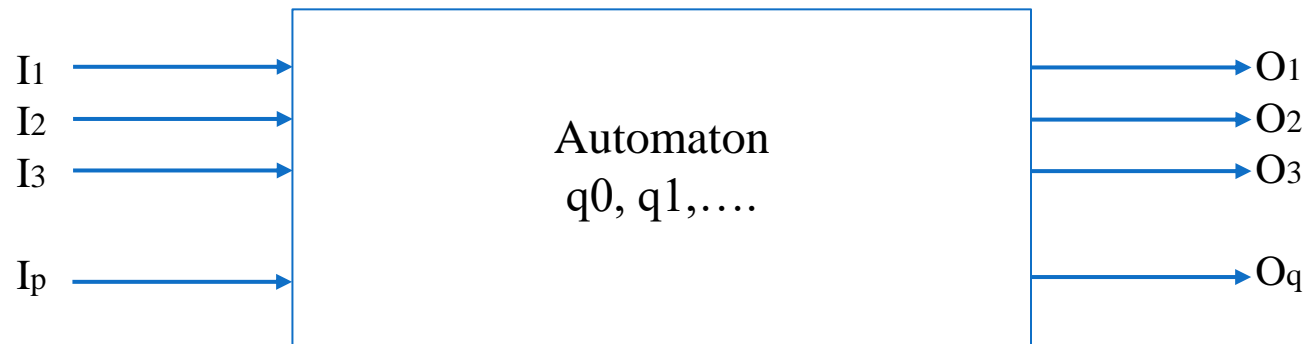 I1
I2
I3
Ip
Automaton
q0, q1,….
O1
O2
O3
Oq